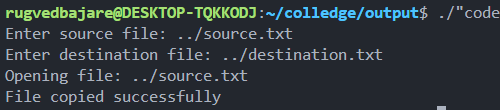 rugvedbajare@DESKTOP-TQKKODJ:~/colledge/output$ ./"code
Enter source file: ../source.txt
Enter destination file: ../destination.txt
Opening file: ../source.txt
File copied successfully